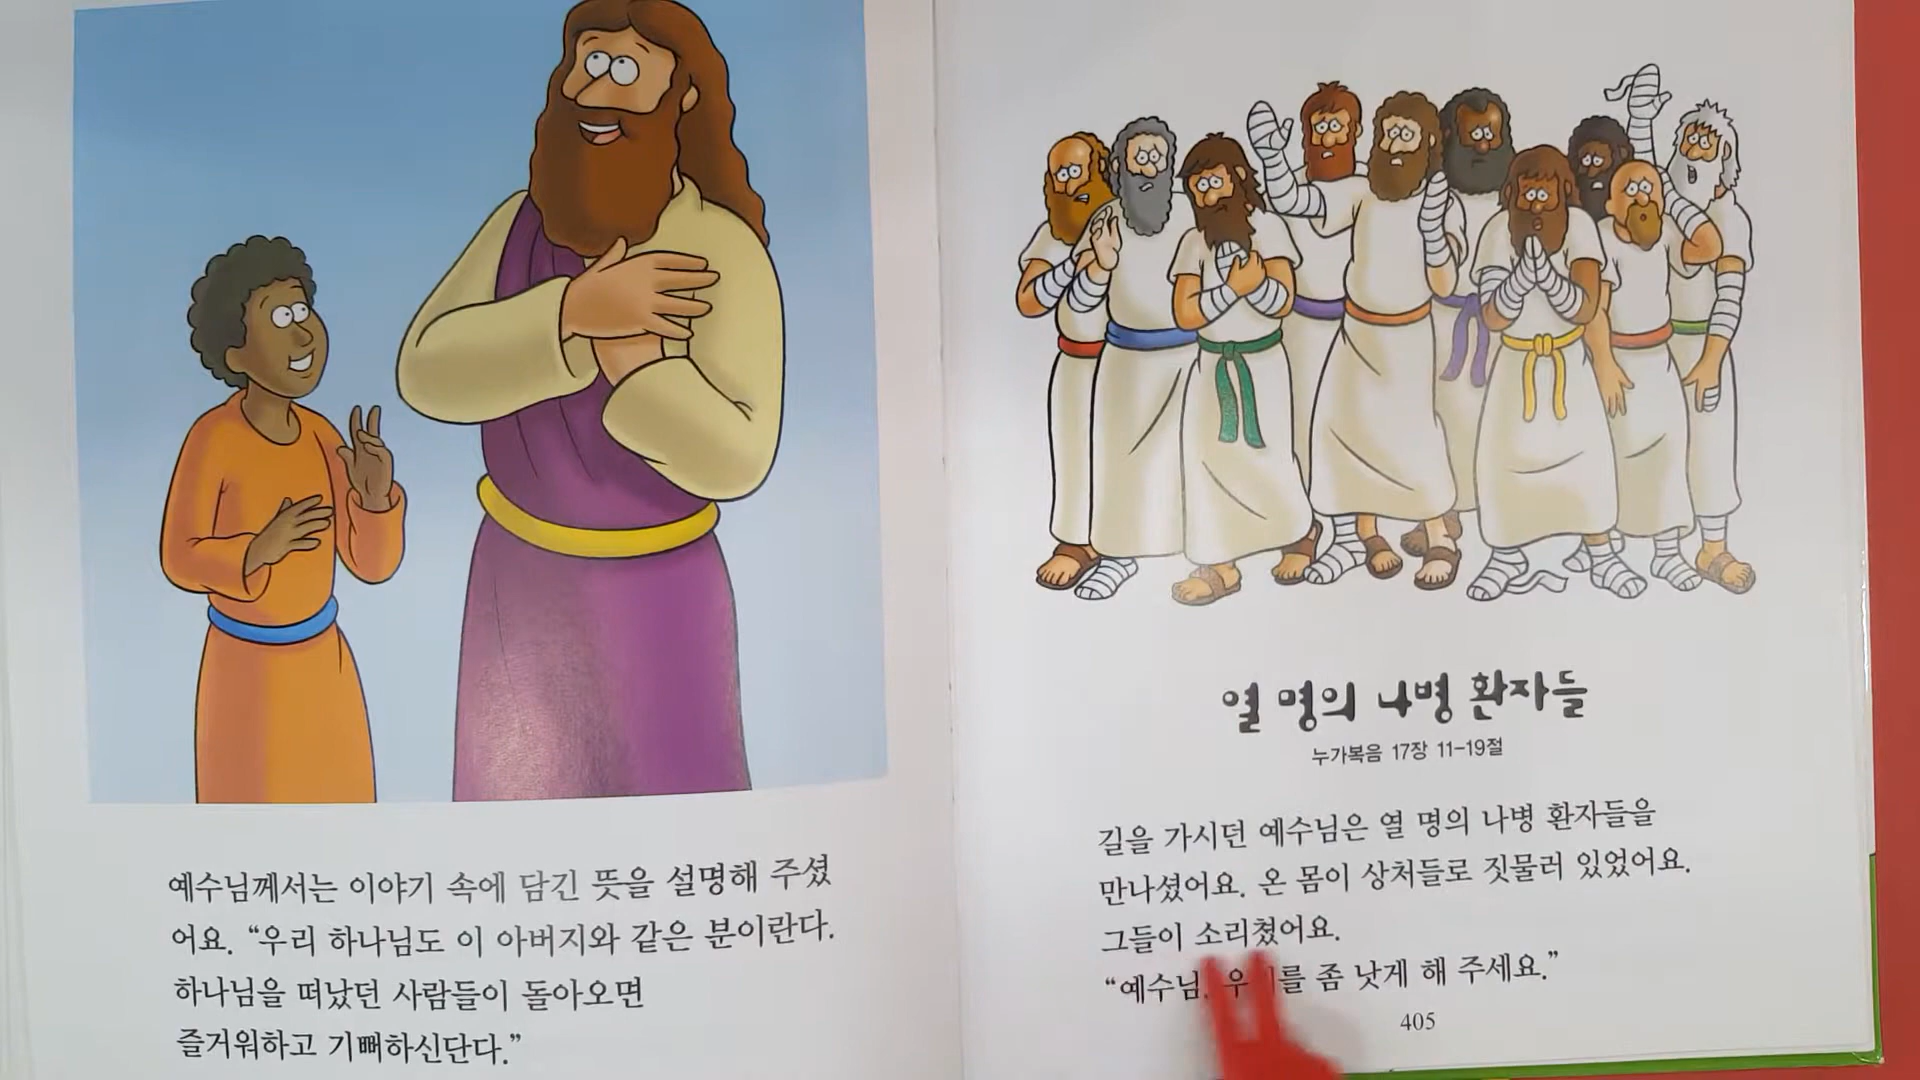 예수님께서는 이야기 속에 담긴 뜻을 설명해 주셨
어요. “우리 하나님도 이 아버지와 같은 분이란다.
하나님을 떠났던 사람들이 돌아오면
즐거워하고 기뻐하신단다.”
열 명의 나병 환자들
누가복음 17장 11-19절
길을 가시던 예수님은 열 명의 나병 환자들을
만나셨어요. 온 몸이 상처들로 짓물러 있었어요.
그들이 소리쳤어요.
“예수님, 좀 낫게 해 주세요.”
405